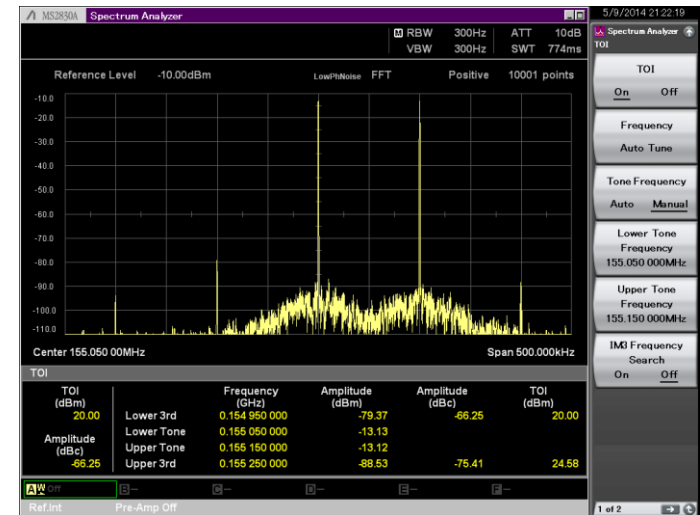 MS2830A Spectrum Analyzer
5/9/2014 21:22:19
M RBW 300Hz ATT 10dB
VBW 300Hz SWT 774ms
Reference Level -10.00dBm LowPhNoise FFT Positive 10001 points
-10.0
-20.0
-30.0
-40.0
-50.0
-60.0
-70.0
-80.0
-90.0
-100.0
-110.0
Center 155.050 00MHz Span 500.000kHz
TOI
TOI Frequency Amplitude Amplitude TOI
(dBm) (GHz) (dBm) (dBc) (dBm)
20.00 Lower 3rd 0.154 950 000 -79.37 -66.25 20.00
Lower Tone 0.155 050 000 -13.13
Amplitude
(dBc)
Upper Tone 0.155 150 000 -13.12
-66.25 Upper 3rd 0.155 250 000 -88.53 -75.41 24.58
A W Off B- C- D- E- F-
Ref.Int Pre-Amp Off
Spectrum Analyzer
TOI
TOI
On Off
Frequency
Auto Tune
Tone Frequency
Auto Manual
Lower Tone
Frequency
155.050 000MHz
Upper Tone
Frequency
155.150 000MHz
IM3 Frequency
Search
On Off
1 of 2